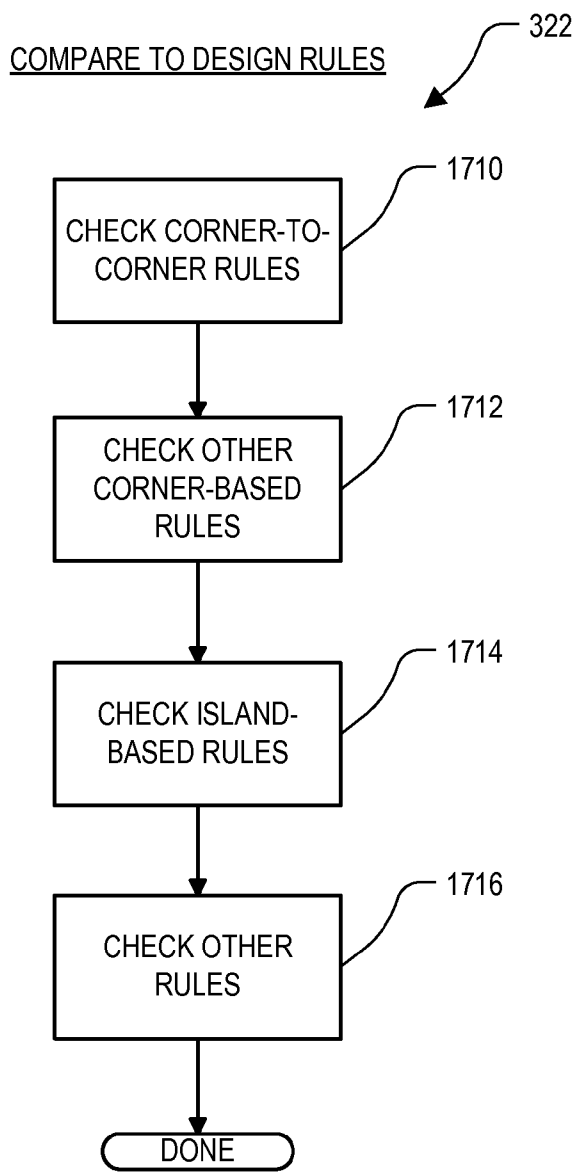 322
COMPARE TO DESIGN RULES
1710
CHECK CORNER-TO-
CORNER RULES
1712
CHECK OTHER
CORNER-BASED
RULES
1714
CHECK ISLAND-
BASED RULES
1716
CHECK OTHER
RULES
DONE